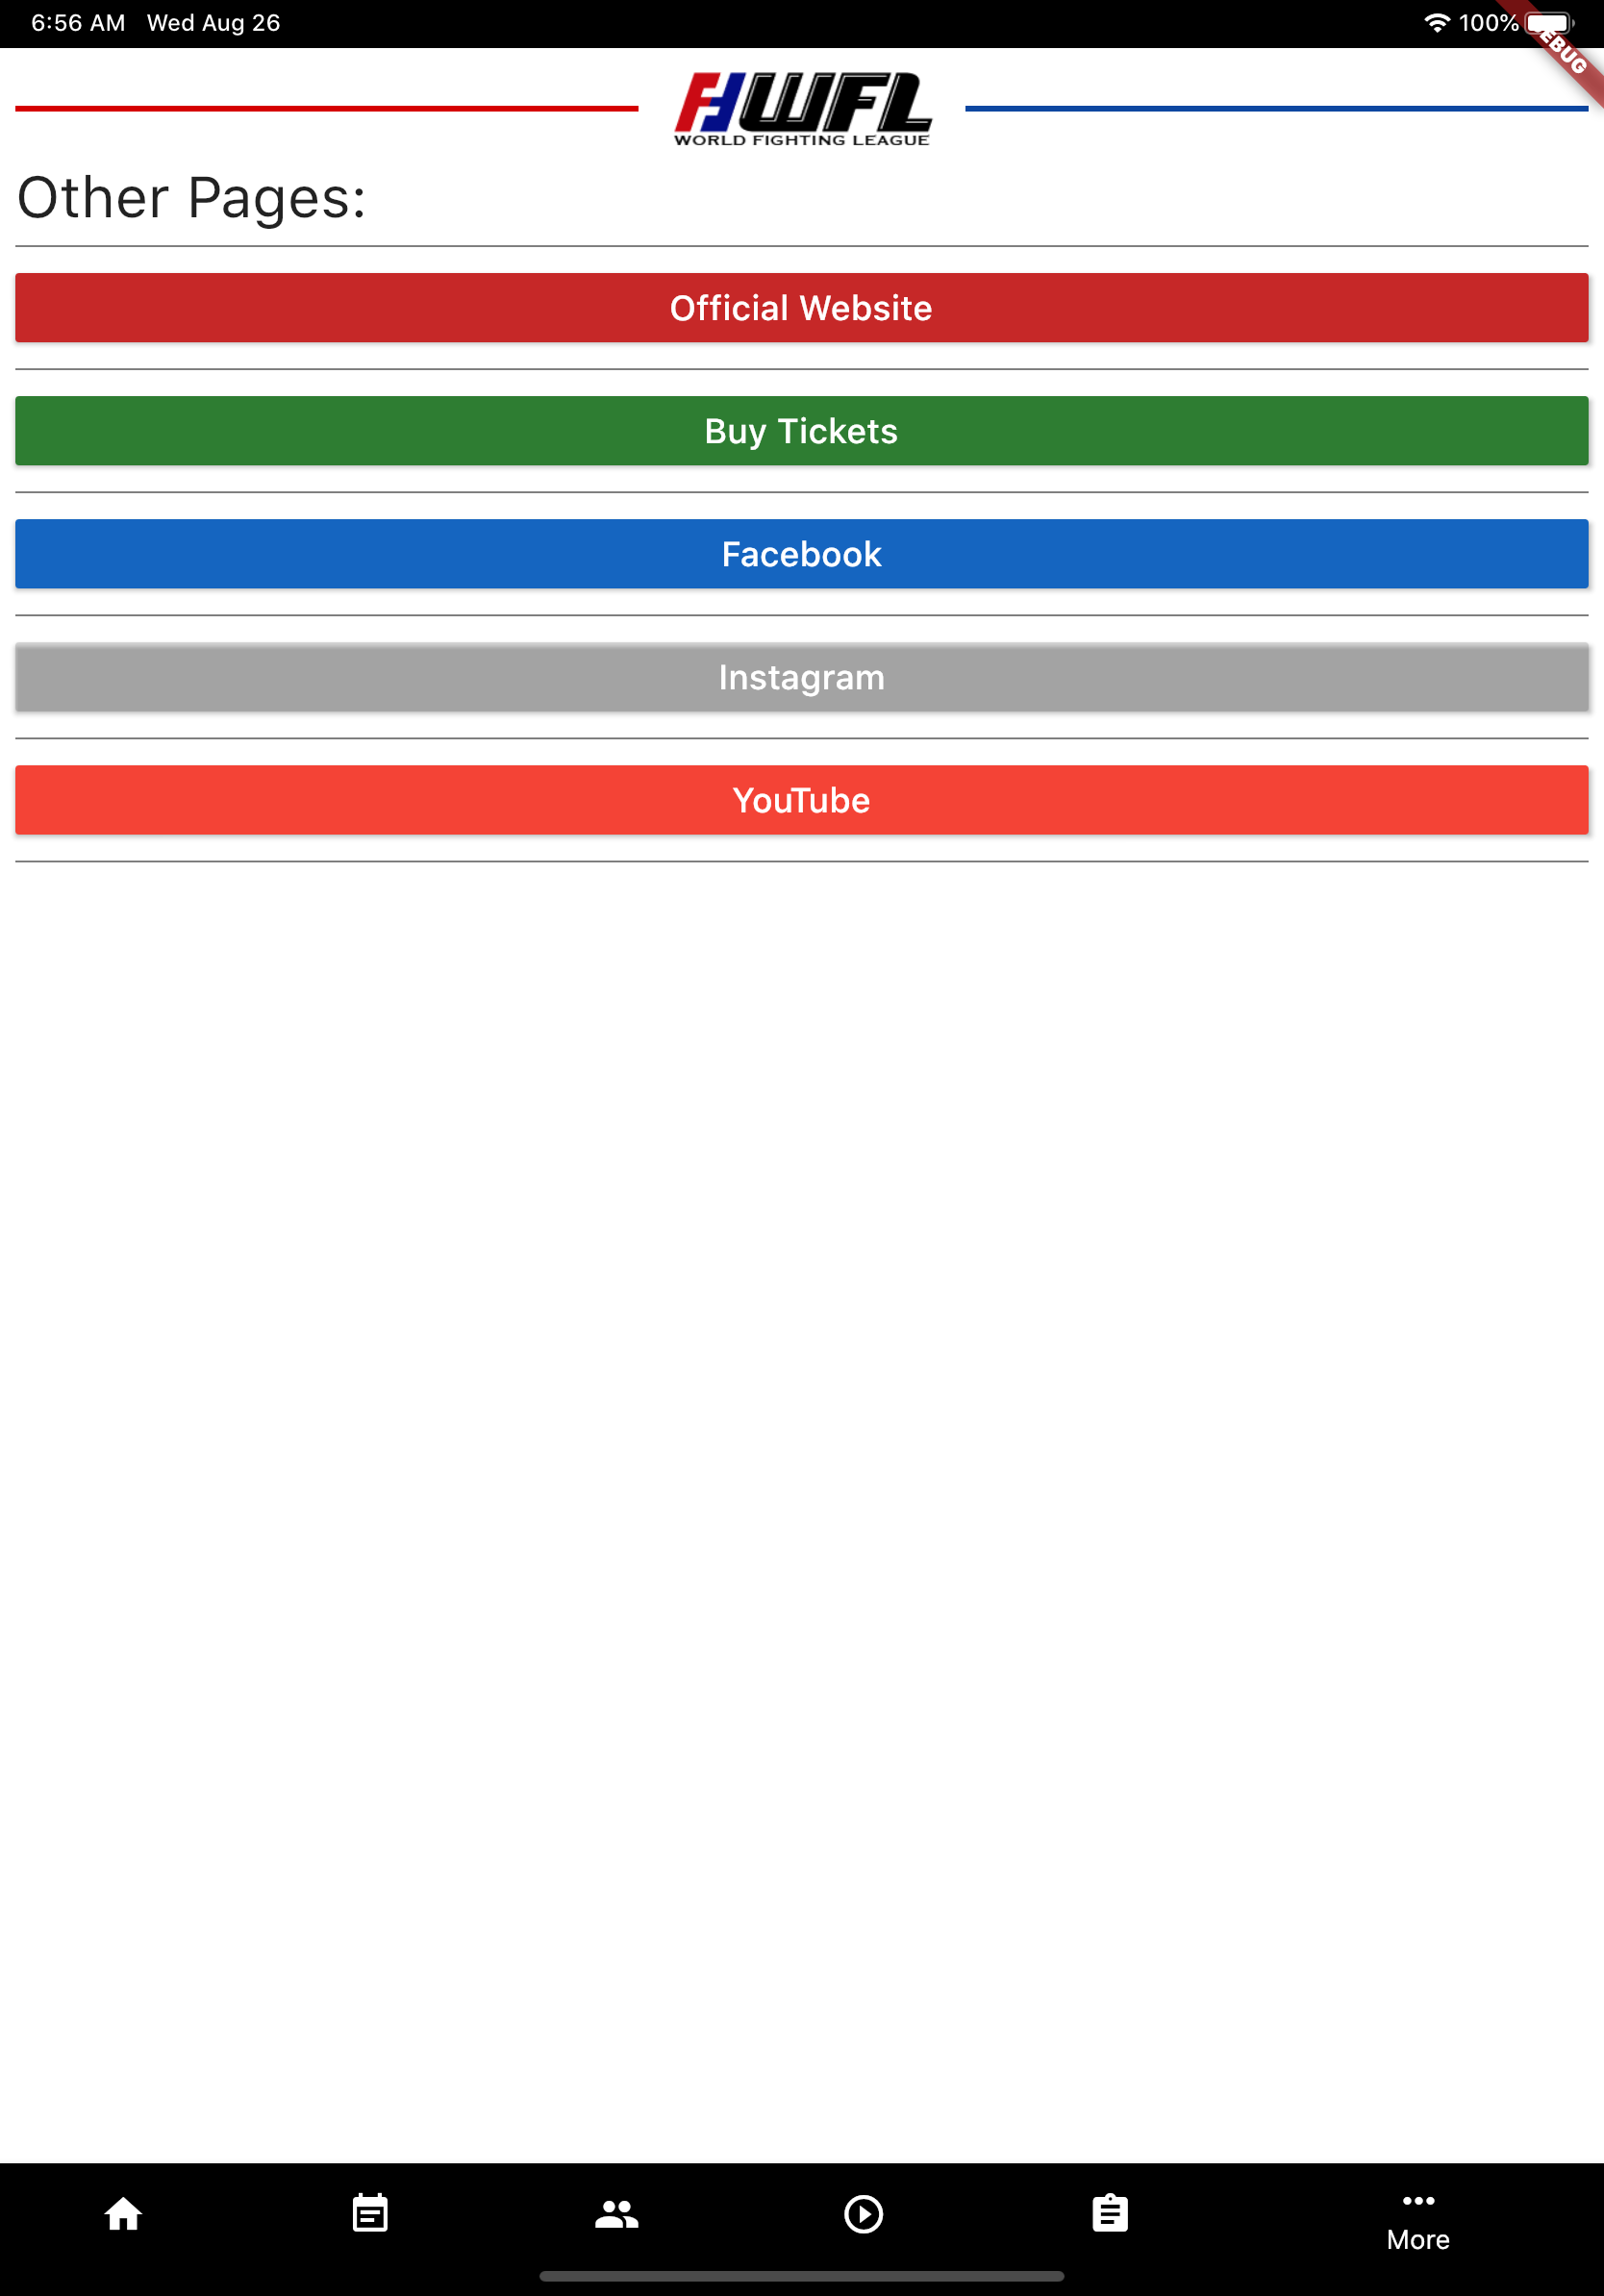 6:56 AM Wed Aug 26 100%
EBUG
WFL
WORLD FIGHTING LEAGUE
Other Pages:
Official Website
Buy Tickets
Facebook
Instagram
YouTube
More